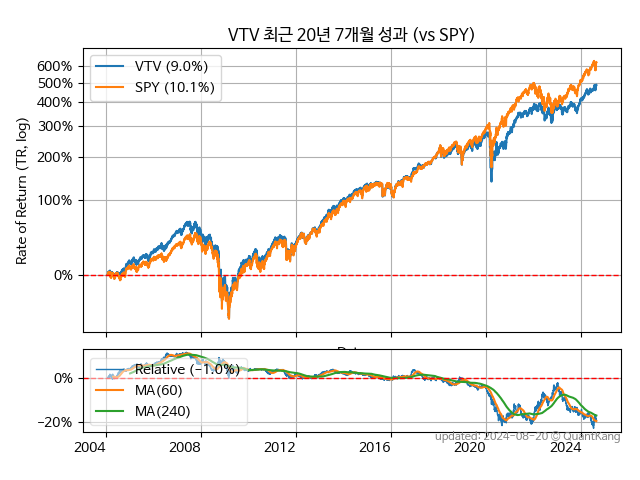 VTV 최근 20년 7개월 성과 (vs SPY)
VTV (9.0%)
SPY (10.1%)
600%
500%
400%
300%
200%
100%
0%
Rate of Return (TR, log)
Relative (−1.0%)
MA(60)
MA(240)
0%
−20%
2004 2008 2012 2016 2020 2024
updated: 2024-08-20 © QuantKang